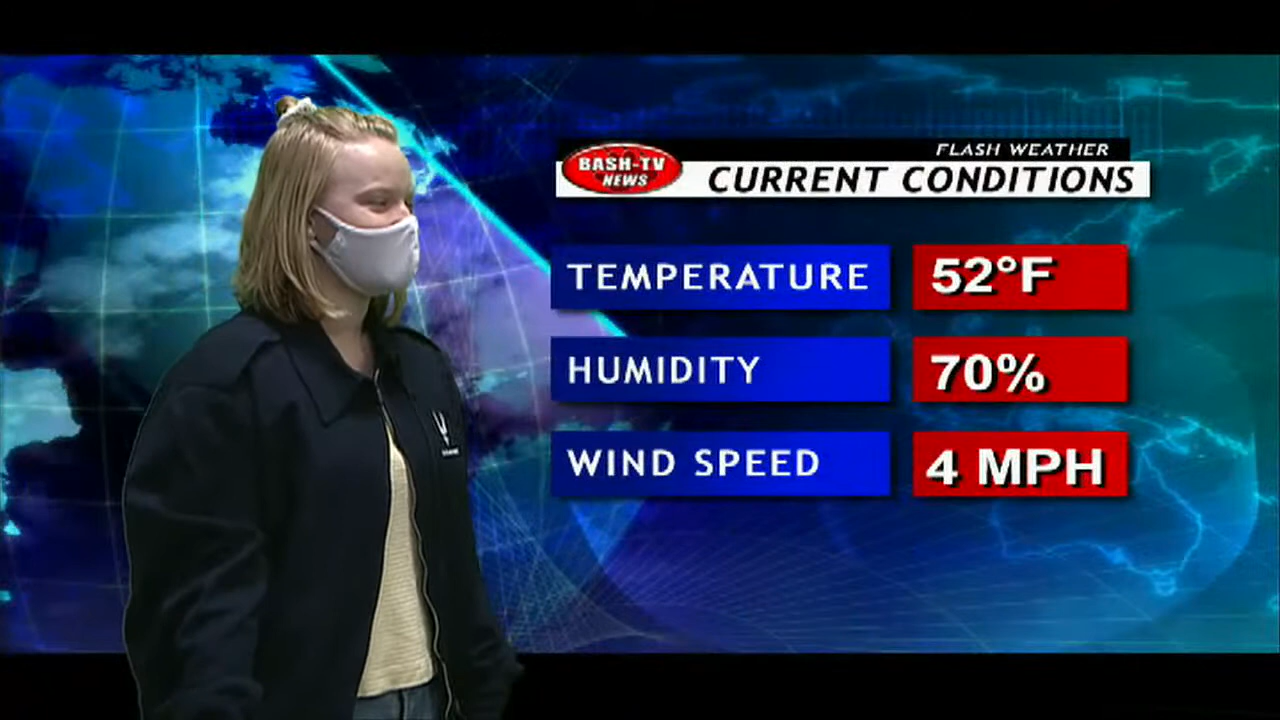 FLASH WEATHER
BASH-TV
NEWS
CURRENT CONDITIONS
TEMPERATURE
52°F
HUMIDITY
70%
WIND SPEED
4 MPH